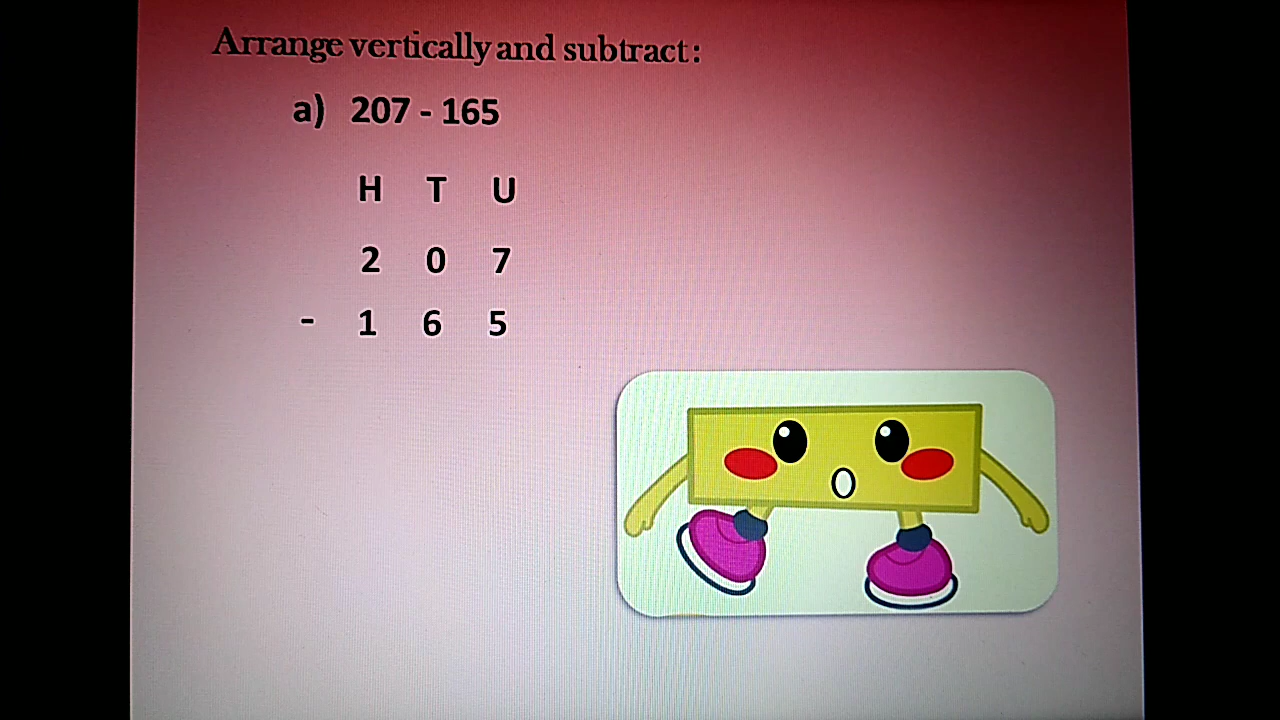 Arrange vertically and subtract:
a) 207 - 165
H T U
2 0 7
- 1 6 5